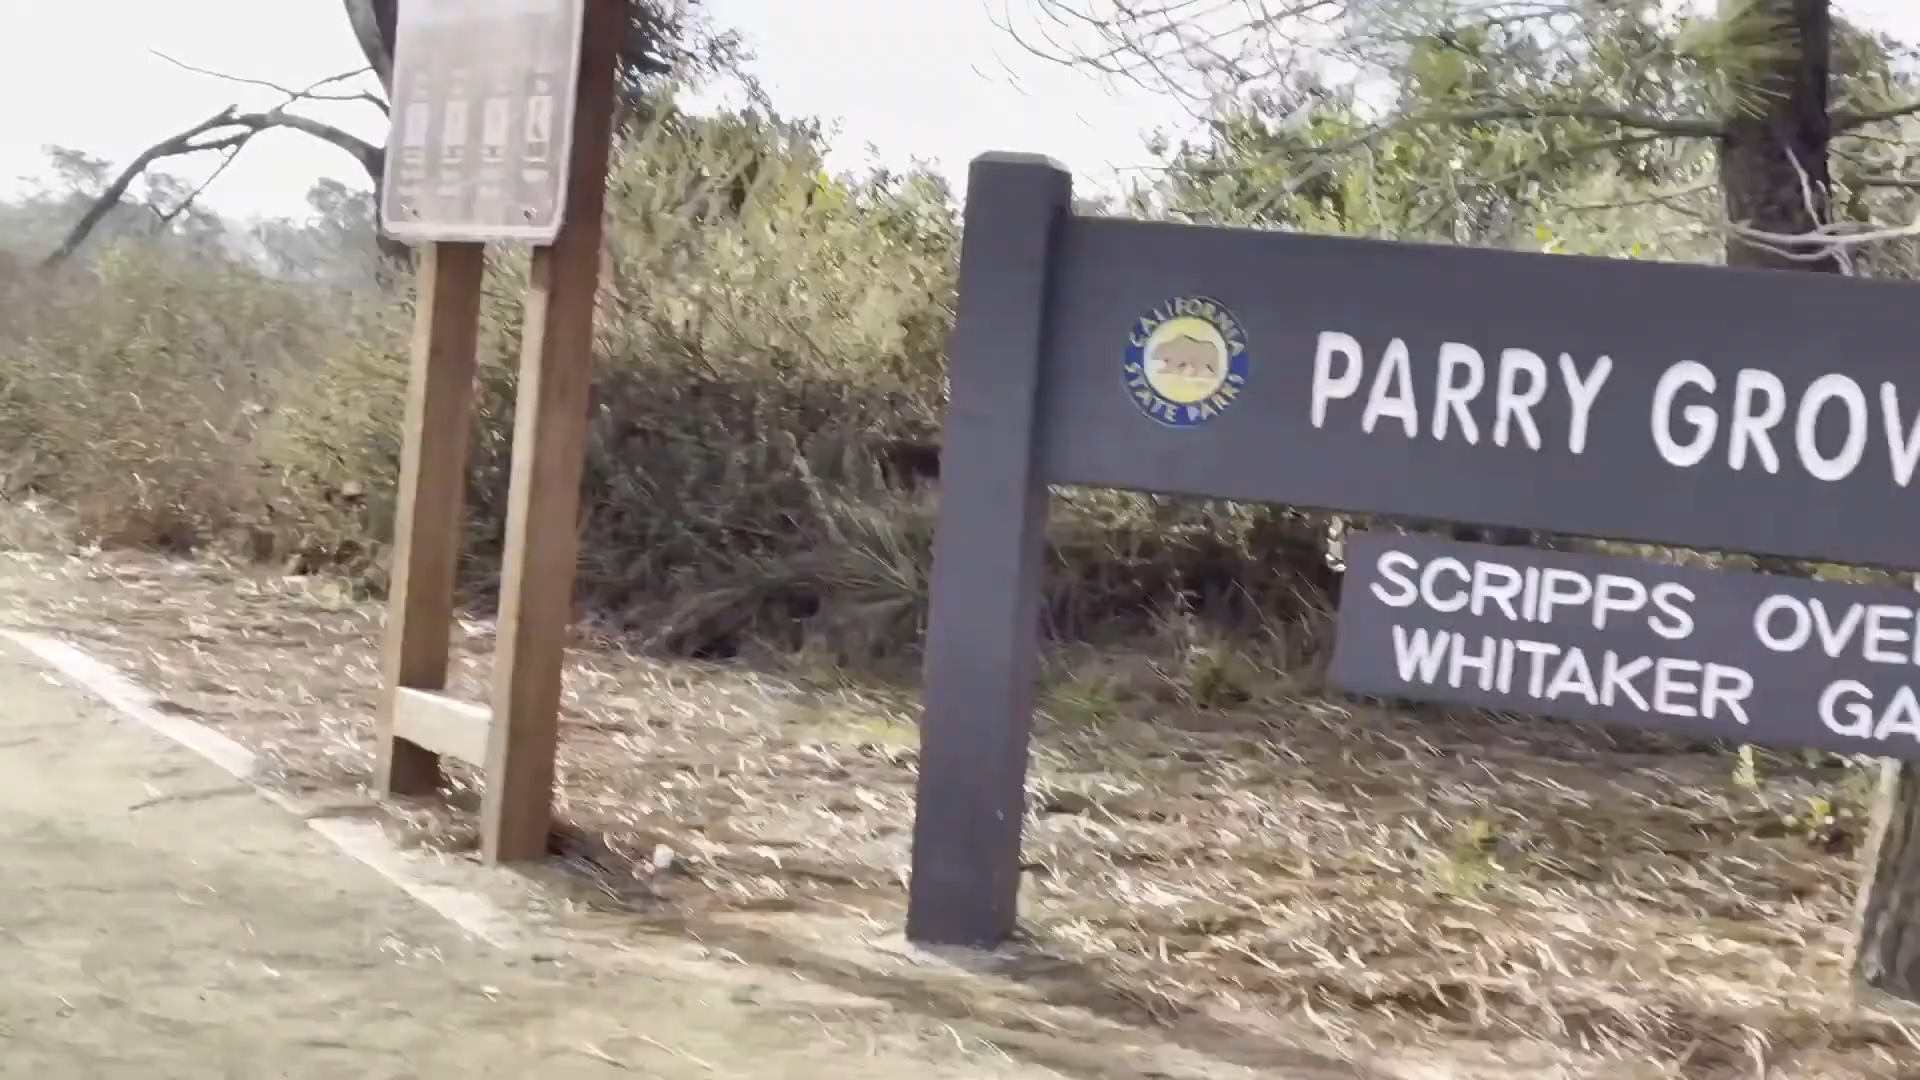 CALIFORNIA
STATE PARKS
PARRY GROV
SCRIPPS OVE
WHITAKER GA